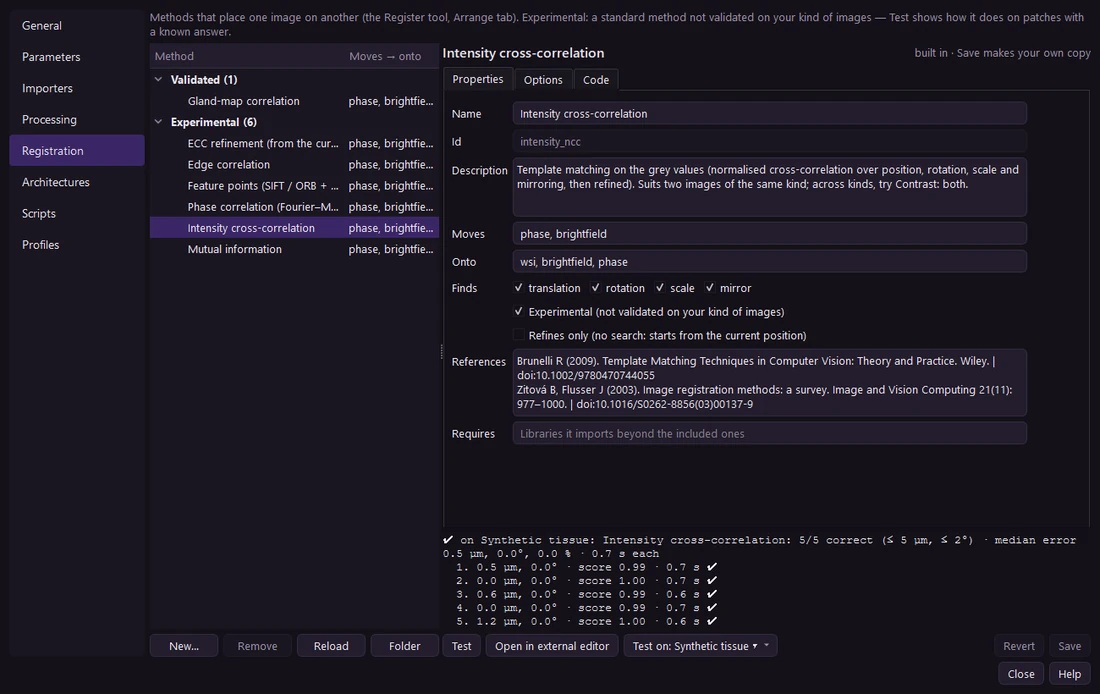 General
Parameters
Importers
Processing
Registration
Architectures
Scripts
Profiles
Methods that place one image on another (the Register tool, Arrange tab). Experimental: a standard method not validated on your kind of images — Test shows how it does on patches with
a known answer.
Method Moves → onto
Validated (1)
Gland-map correlation phase, brightfie...
Experimental (6)
ECC refinement (from the cur... phase, brightfie...
Edge correlation phase, brightfie...
Feature points (SIFT / ORB + ... phase, brightfie...
Phase correlation (Fourier–M... phase, brightfie...
Intensity cross-correlation phase, brightfie...
Mutual information phase, brightfie...
Intensity cross-correlation built in · Save makes your own copy
Properties Options Code
Name Intensity cross-correlation
Id intensity_ncc
Description Template matching on the grey values (normalised cross-correlation over position, rotation, scale and
mirroring, then refined). Suits two images of the same kind; across kinds, try Contrast: both.
Moves phase, brightfield
Onto wsi, brightfield, phase
Finds ✓ translation ✓ rotation ✓ scale ✓ mirror
✓ Experimental (not validated on your kind of images)
Refines only (no search: starts from the current position)
References Brunelli R (2009). Template Matching Techniques in Computer Vision: Theory and Practice. Wiley. |
doi:10.1002/9780470744055
Zitová B, Flusser J (2003). Image registration methods: a survey. Image and Vision Computing 21(11):
977–1000. | doi:10.1016/S0262-8856(03)00137-9
Requires Libraries it imports beyond the included ones
✔ on Synthetic tissue: Intensity cross-correlation: 5/5 correct (≤ 5 µm, ≤ 2°) · median error
0.5 µm, 0.0°, 0.0 % · 0.7 s each
1. 0.5 µm, 0.0° · score 0.99 · 0.7 s ✔
2. 0.0 µm, 0.0° · score 1.00 · 0.7 s ✔
3. 0.6 µm, 0.0° · score 0.99 · 0.6 s ✔
4. 0.0 µm, 0.0° · score 0.99 · 0.7 s ✔
5. 1.2 µm, 0.0° · score 1.00 · 0.6 s ✔
New... Remove Reload Folder Test Open in external editor Test on: Synthetic tissue ▾ Revert Save
Close Help